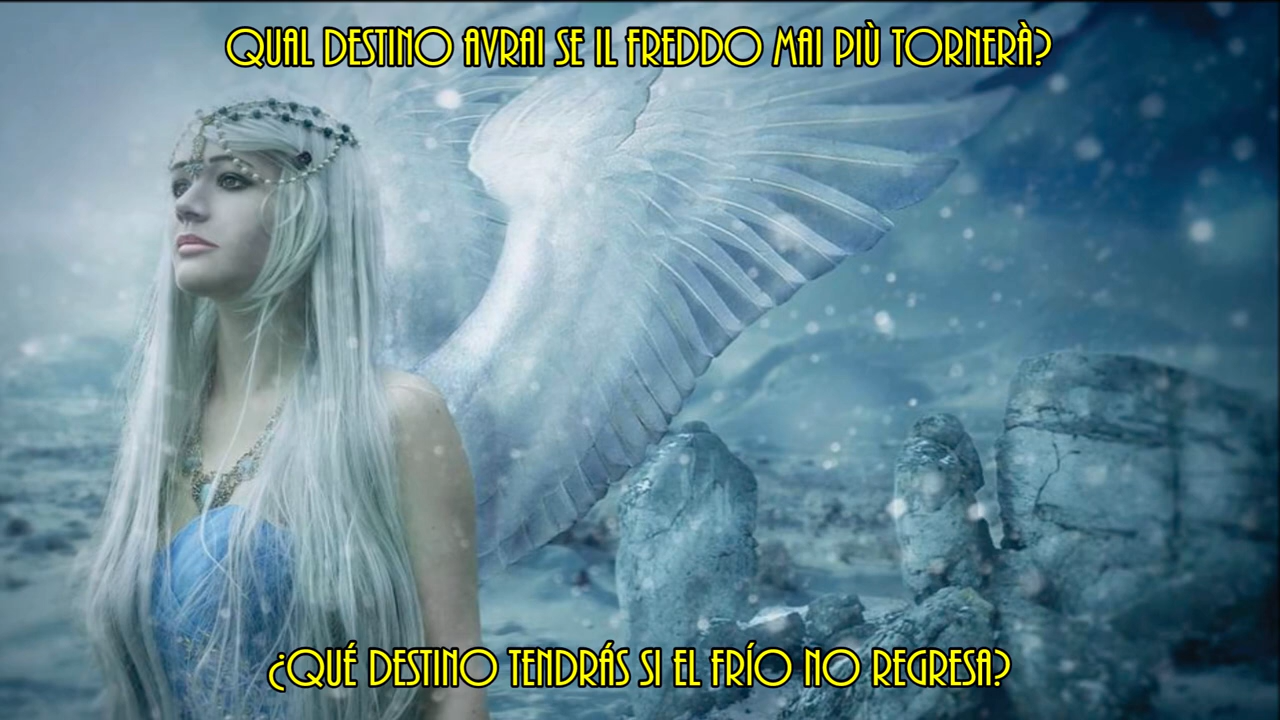 QUAL DESTINO AVRAI SE IL FREDDO MAI PIÙ TORNERÀ?
¿QUÉ DESTINO TENDRÁS SI EL FRÍO NO REGRESA?